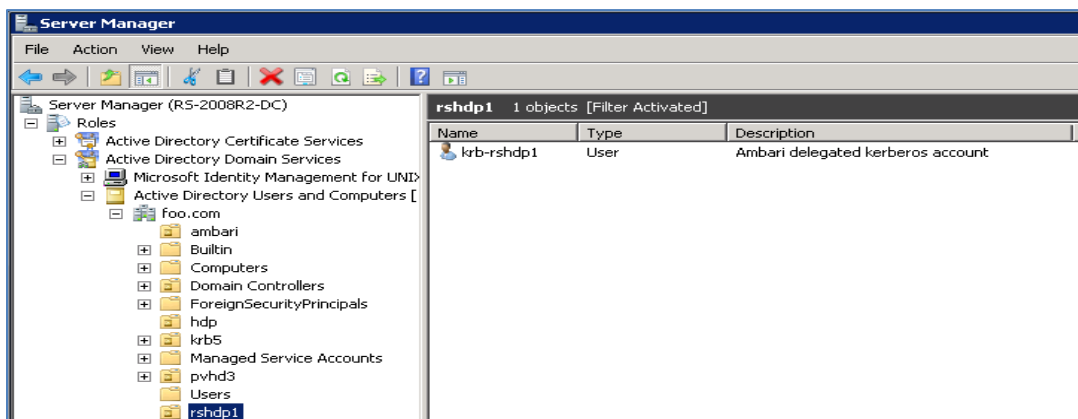 Server Manager
File Action View Help
Server Manager (RS-2008R2-DC)
Roles
Active Directory Certificate Services
Active Directory Domain Services
Microsoft Identity Management for UNIX
Active Directory Users and Computers [
foo.com
ambari
Builtin
Computers
Domain Controllers
ForeignSecurityPrincipals
hdp
krb5
Managed Service Accounts
pvhd3
Users
rshdp1
rshdp1 1 objects [Filter Activated]
Name Type Description
krb-rshdp1 User Ambari delegated kerberos account